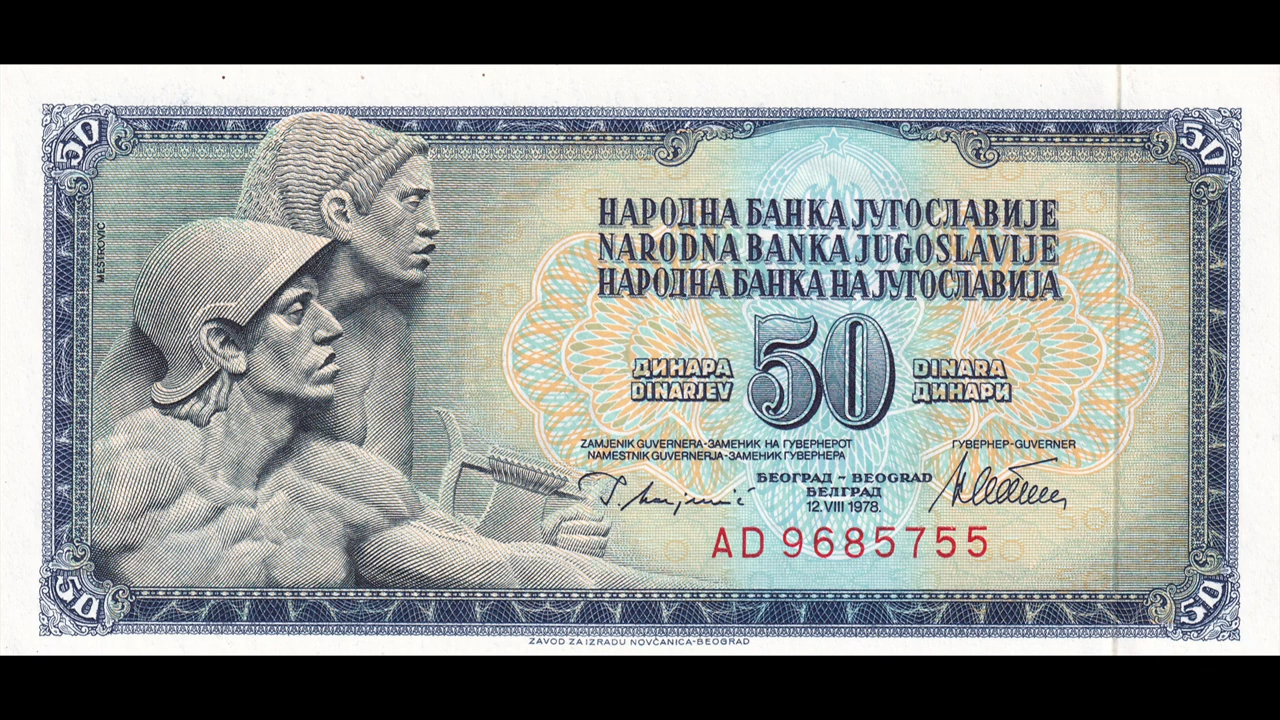 50
50
MEŠTROVIĆ
НАРОДНА БАНКА ЈУГОСЛАВИЈЕ
NARODNA BANKA JUGOSLAVIJE
НАРОДНА БАНКА НА ЈУГОСЛАВИЈА
ДИНАРА 50 DINARA
DINARJEV ДИНАРИ
ZAMJENIK GUVERNERA-ЗАМЕНИК НА ГУВЕРНЕРОТ
NAMESTNIK GUVERNERJA-ЗАМЕНИК ГУВЕРНЕРА
ГУВЕРНЕР-GUVERNER
БЕОГРАД - BEOGRAD
БЕЛГРАД
12. VIII 1978.
AD 9685755
50
50
ZAVOD ZA IZRADU NOVČANICA-BEOGRAD